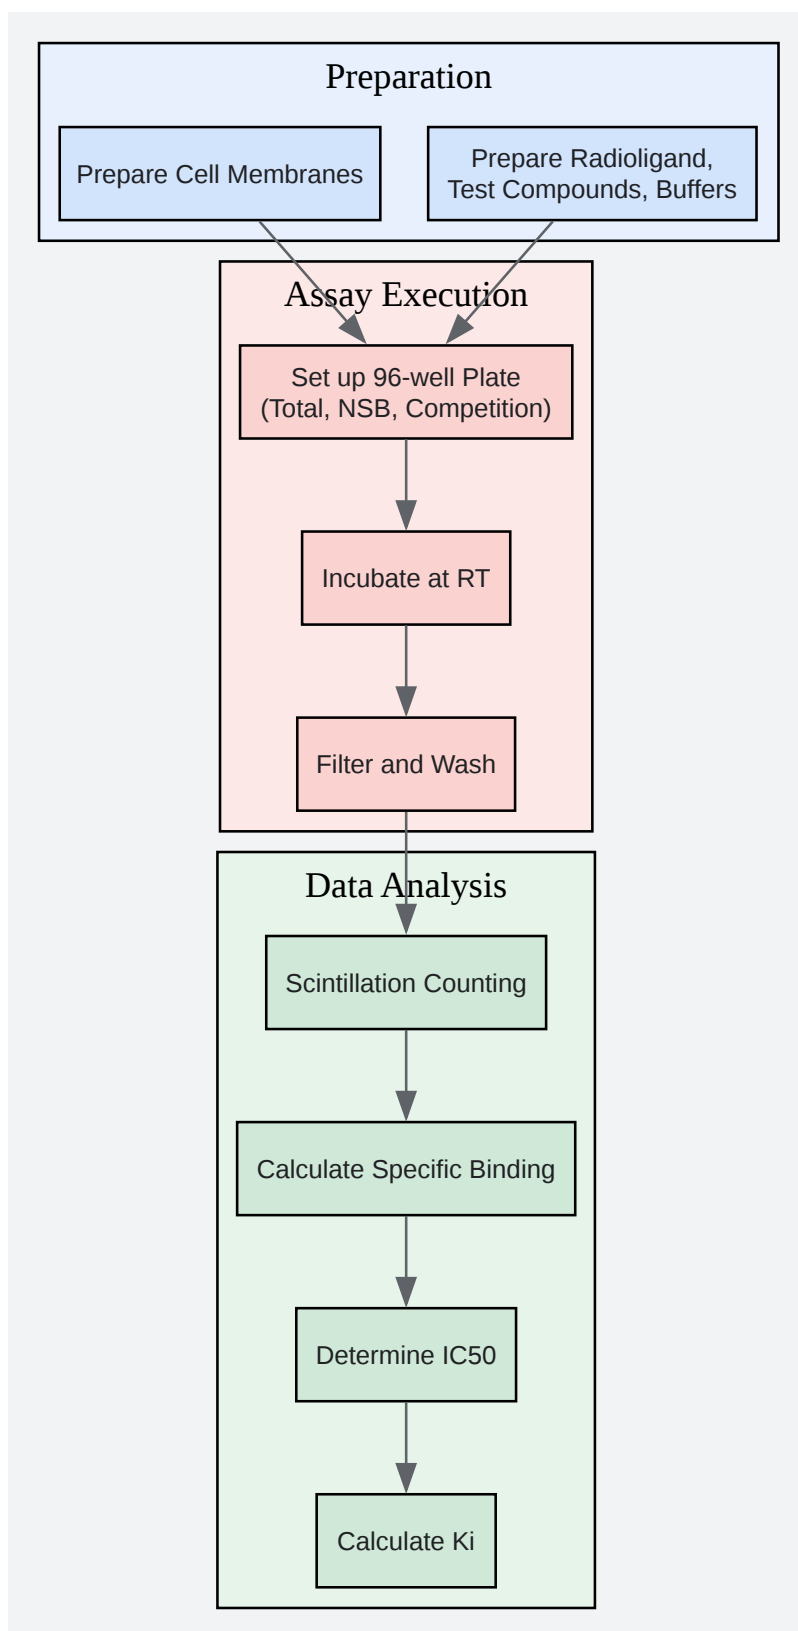 Preparation
Prepare Cell Membranes
Prepare Radioligand,
Test Compounds, Buffers
Assay Execution
Set up 96-well Plate
(Total, NSB, Competition)
Incubate at RT
Filter and Wash
Data Analysis
Scintillation Counting
Calculate Specific Binding
Determine IC50
Calculate Ki